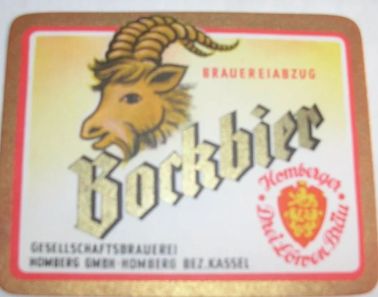 BRAUEREIABZUG
Bockbier
Homberger
Drei Löwen Bräu
GESELLSCHAFTSBRAUEREI
HOMBERG GMBH · HOMBERG BEZ. KASSEL